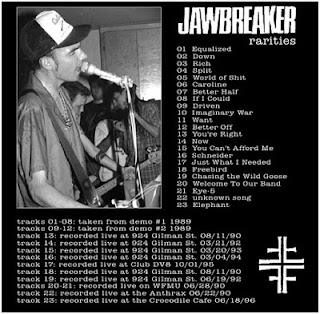 JAWBREAKER
rarities
01 Equalized
02 Down
03 Rich
04 Split
05 World of Shit
06 Caroline
07 Better Half
08 If I Could
09 Driven
10 Imaginary War
11 Want
12 Better Off
13 You're Right
14 Now
15 You Can't Afford Me
16 Schneider
17 Just What I Needed
18 Freebird
19 Chasing the Wild Goose
20 Welcome To Our Band
21 Eye-5
22 unknown song
23 Elephant
tracks 01-08: taken from demo #1 1989
tracks 09-12: taken from demo #2 1989
track 13: recorded live at 924 Gilman St. 08/11/90
track 14: recorded live at 924 Gilman St. 03/21/92
track 15: recorded live at 924 Gilman St. 03/20/93
track 16: recorded live at 924 Gilman St. 03/04/94
track 17: recorded live at Club DV8 10/01/95
track 18: recorded live at 924 Gilman St. 08/11/90
track 19: recorded live at 924 Gilman St. 06/19/92
tracks 20-21: recorded live on WFMU 06/28/90
track 22: recorded live at the Anthrax 06/22/90
track 23: recorded live at the Crocodile Cafe 06/18/96